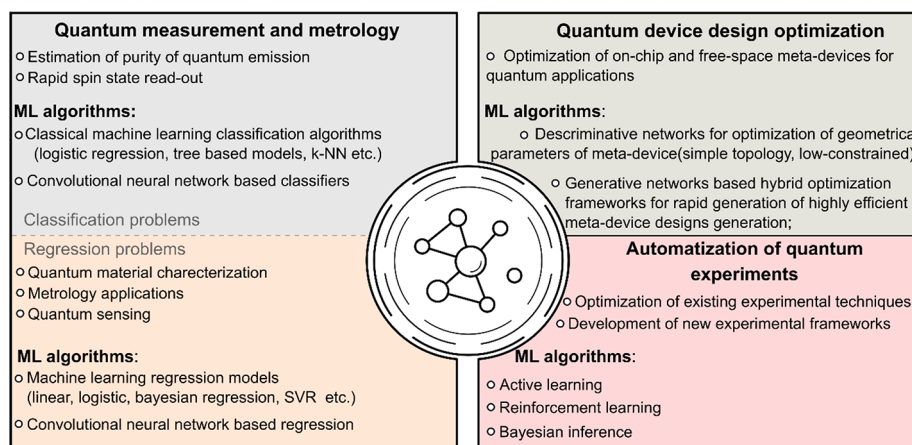 Quantum measurement and metrology
Estimation of purity of quantum emission
Rapid spin state read-out
ML algorithms:
Classical machine learning classification algorithms
(logistic regression, tree based models, k-NN etc.)
Convolutional neural network based classifiers
Classification problems
Regression problems
Quantum material charecterization
Metrology applications
Quantum sensing
ML algorithms:
Machine learning regression models
(linear, logistic, bayesian regression, SVR etc.)
Convolutional neural network based regression
Quantum device design optimization
Optimization of on-chip and free-space meta-devices for
quantum applications
ML algorithms:
Descriminative networks for optimization of geometrica
parameters of meta-device(simple topology, low-constrained)
Generative networks based hybrid optimization
frameworks for rapid generation of highly efficient
meta-device designs generation;
Automatization of quantum
experiments
Optimization of existing experimental techniques
Development of new experimental frameworks
ML algorithms:
Active learning
Reinforcement learning
Bayesian inference